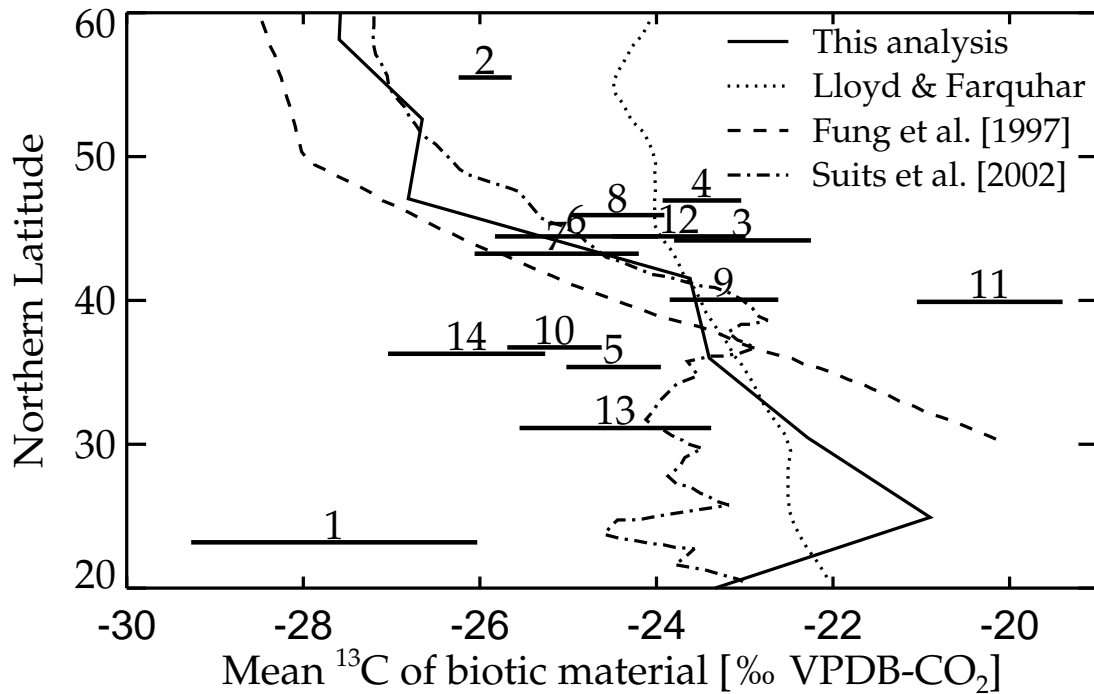 60
50
40
30
20
Northern Latitude
This analysis
Lloyd & Farquhar
Fung et al. [1997]
Suits et al. [2002]
2
4
8
6
12
3
7
9
11
10
14
5
13
1
-30 -28 -26 -24 -22 -20
Mean ¹³C of biotic material [‰ VPDB-CO₂]